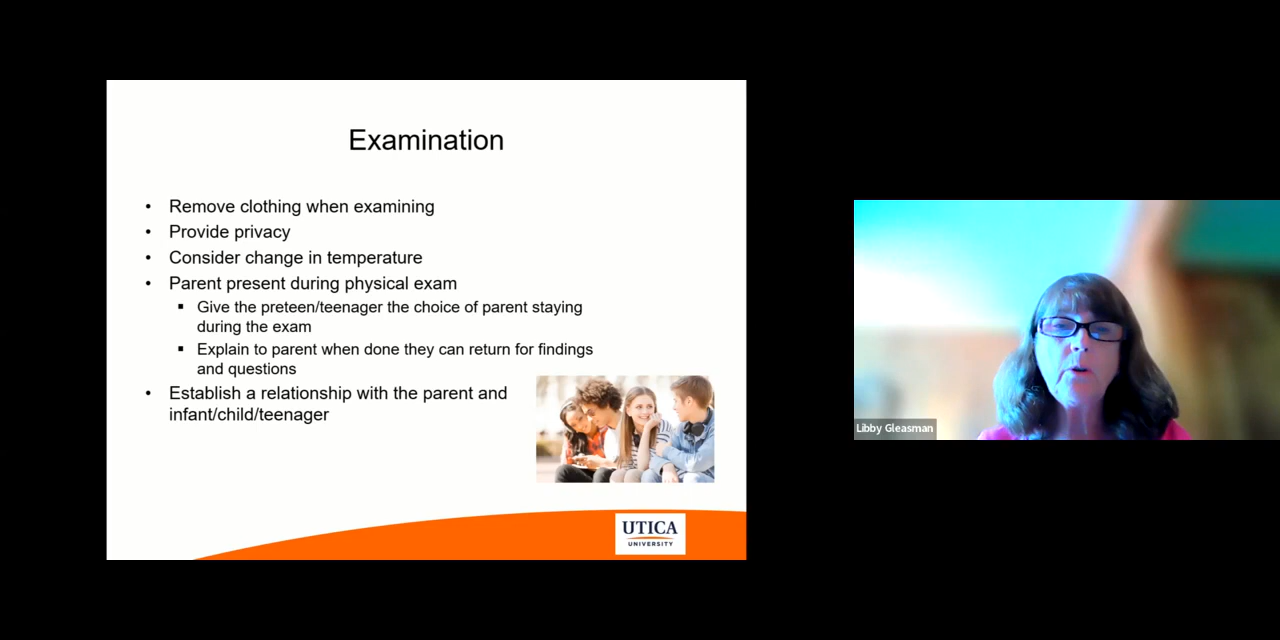 Examination
• Remove clothing when examining
• Provide privacy
• Consider change in temperature
• Parent present during physical exam
▪ Give the preteen/teenager the choice of parent staying
during the exam
▪ Explain to parent when done they can return for findings
and questions
• Establish a relationship with the parent and
infant/child/teenager
UTICA
UNIVERSITY
Libby Gleasman